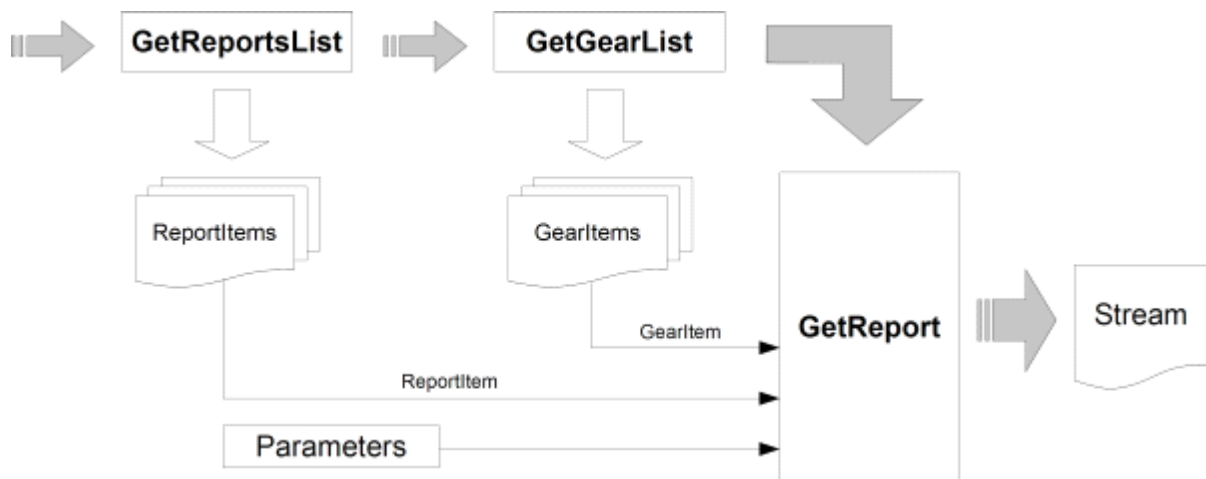 GetReportsList
GetGearList
ReportItems
GearItems
GearItem
GetReport
Stream
ReportItem
Parameters